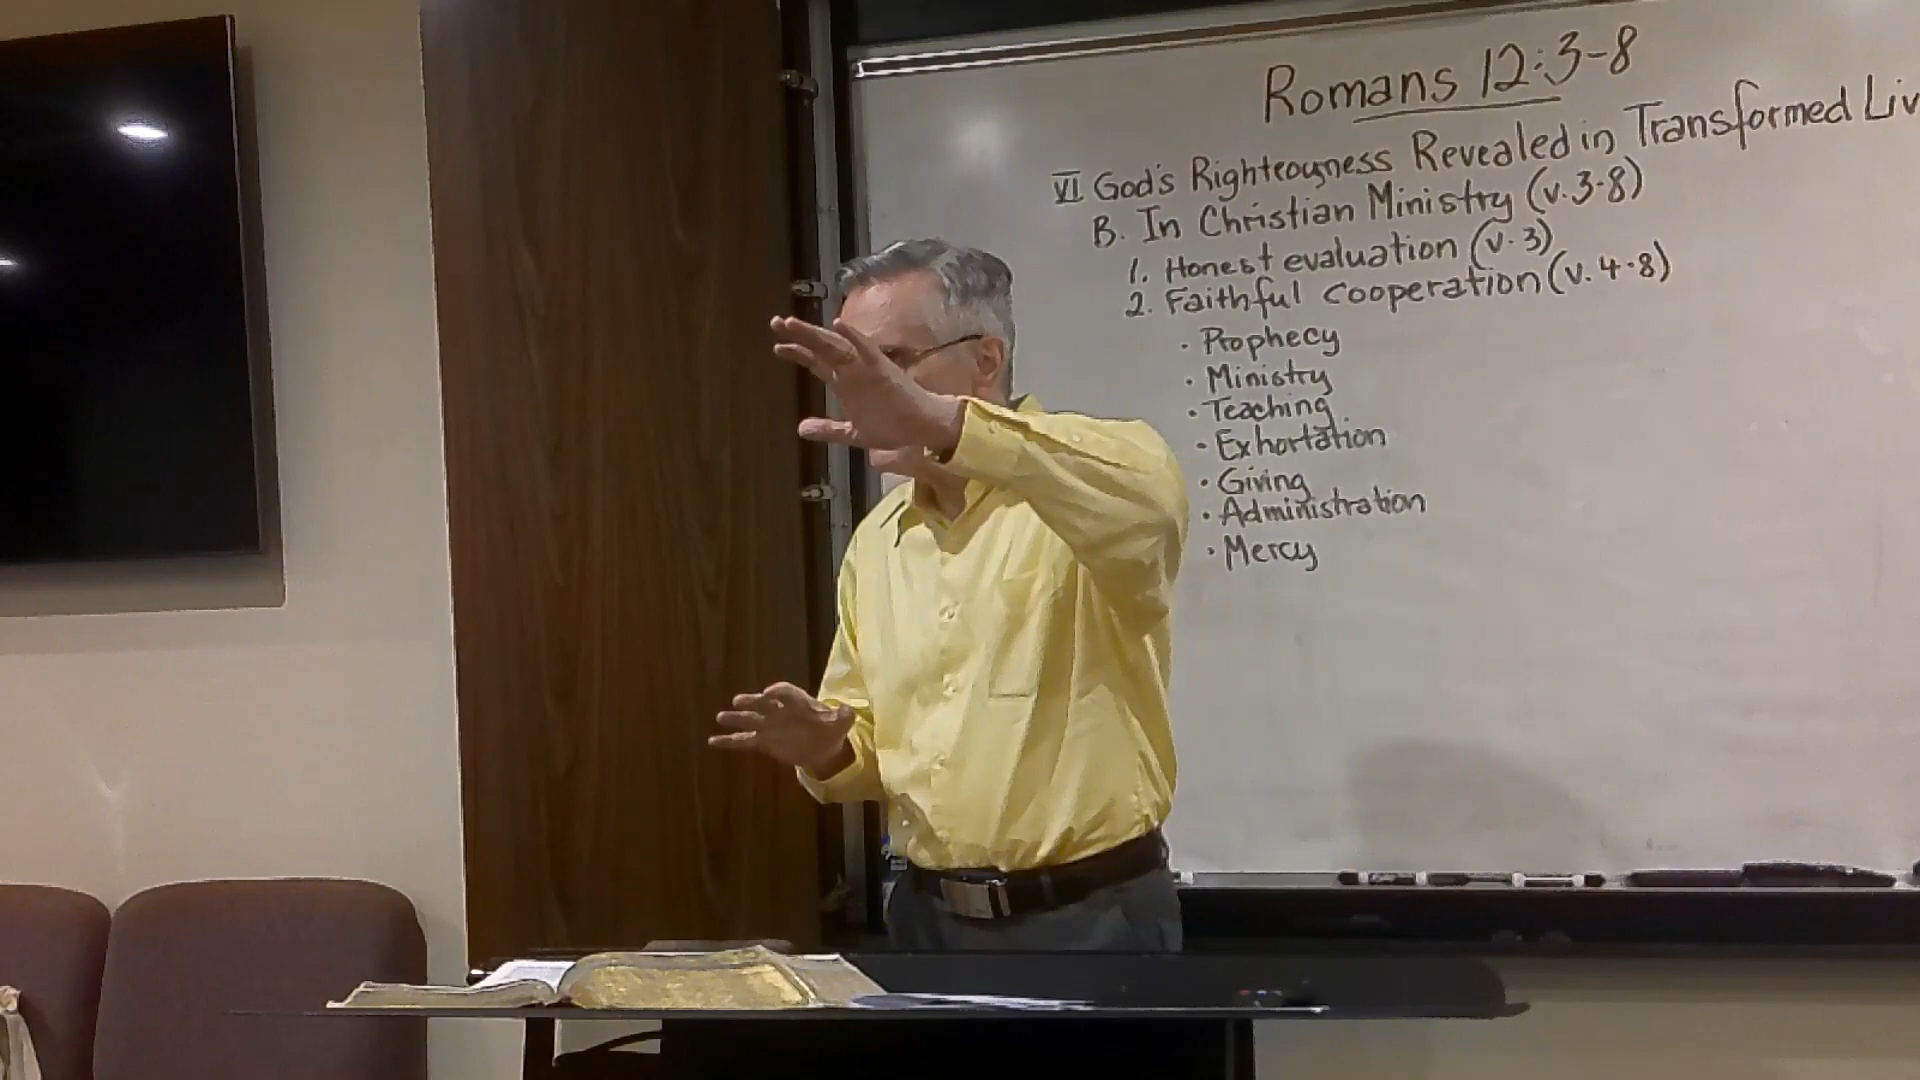 Romans 12:3-8
VI God's Righteousness Revealed in Transformed Liv
B. In Christian Ministry (v. 3-8)
1. Honest evaluation (v. 3)
2. Faithful cooperation (v. 4-8)
• Prophecy
• Ministry
• Teaching
• Exhortation
• Giving
• Administration
• Mercy